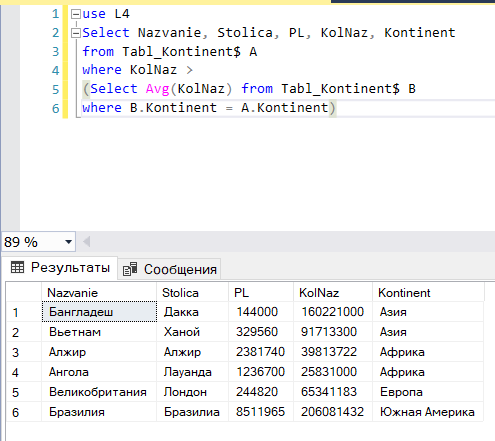 1 use L4
2 Select Nazvanie, Stolica, PL, KolNaz, Kontinent
3 from Tabl_Kontinent$ A
4 where KolNaz >
5 (Select Avg(KolNaz) from Tabl_Kontinent$ B
6 where B.Kontinent = A.Kontinent)
89 %
Результаты Сообщения
Nazvanie Stolica PL KolNaz Kontinent
1 Бангладеш Дакка 144000 160221000 Азия
2 Вьетнам Ханой 329560 91713300 Азия
3 Алжир Алжир 2381740 39813722 Африка
4 Ангола Лауанда 1236700 25831000 Африка
5 Великобритания Лондон 244820 65341183 Европа
6 Бразилия Бразилиа 8511965 206081432 Южная Америка